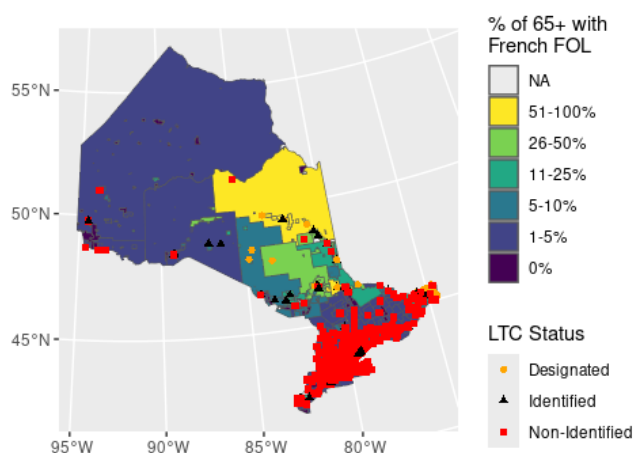 % of 65+ with
French FOL
NA
51-100%
26-50%
11-25%
5-10%
1-5%
0%
LTC Status
Designated
Identified
Non-Identified
55°N
50°N
45°N
95°W
90°W
85°W
80°W